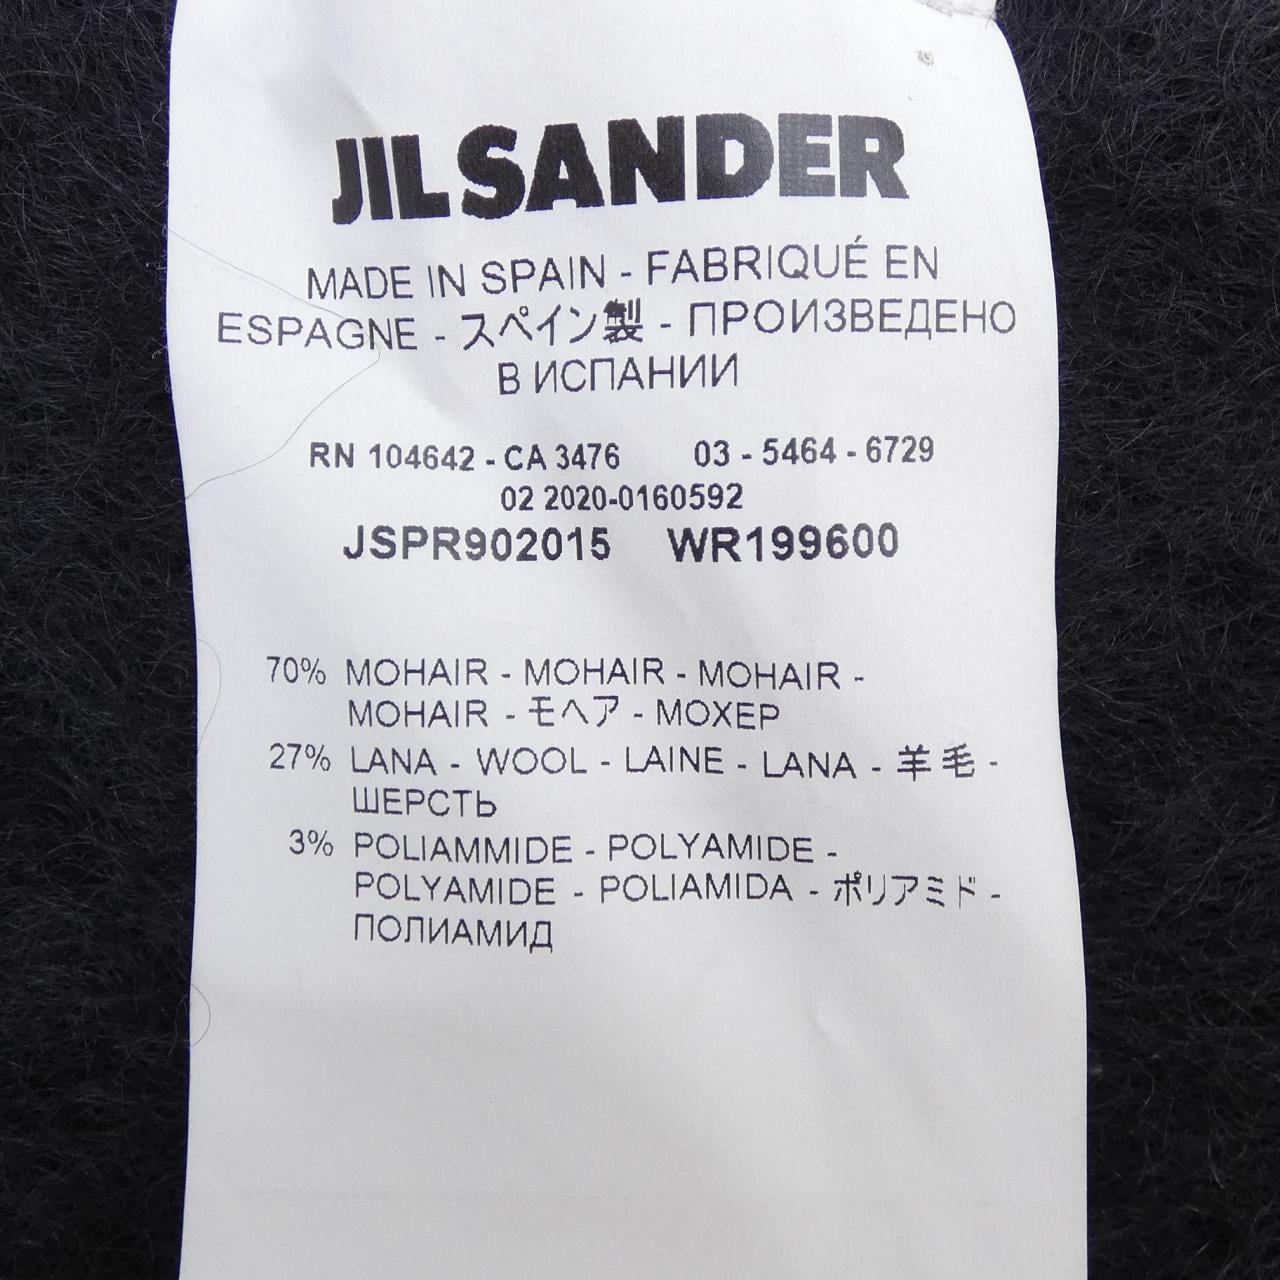 JIL SANDER
MADE IN SPAIN - FABRIQUÉ EN
ESPAGNE - スペイン製 - ПРОИЗВЕДЕНО
В ИСПАНИИ
RN 104642 - CA 3476 03 - 5464 - 6729
02 2020-0160592
JSPR902015 WR199600
70% MOHAIR - MOHAIR - MOHAIR -
MOHAIR - モヘア - МОХЕР
27% LANA - WOOL - LAINE - LANA - 羊毛 -
ШЕРСТЬ
3% POLIAMMIDE - POLYAMIDE -
POLYAMIDE - POLIAMIDA - ポリアミド -
ПОЛИАМИД